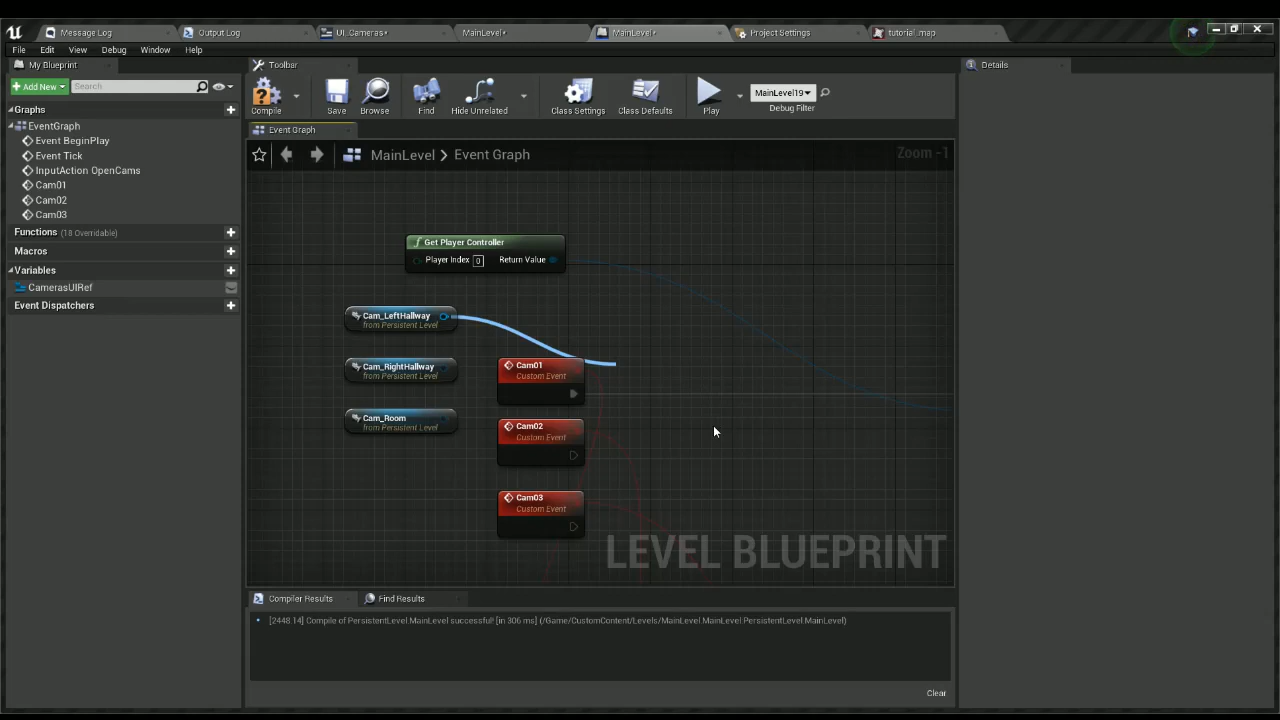 Message Log
Output Log
UI_Cameras*
MainLevel*
MainLevel*
Project Settings
tutorial_map
File Edit View Debug Window Help
My Blueprint
Toolbar
Details
Add New
Search
Compile
Save
Browse
Find
Hide Unrelated
Class Settings
Class Defaults
Play
MainLevel19
Debug Filter
Graphs
EventGraph
Event BeginPlay
Event Tick
InputAction OpenCams
Cam01
Cam02
Cam03
Functions (18 Overridable)
Macros
Variables
CamerasUIRef
Event Dispatchers
Event Graph
MainLevel > Event Graph
Zoom -1
Get Player Controller
Player Index 0 Return Value
Cam_LeftHallway
from Persistent Level
Cam_RightHallway
from Persistent Level
Cam_Room
from Persistent Level
Cam01
Custom Event
Cam02
Custom Event
Cam03
Custom Event
LEVEL BLUEPRINT
Compiler Results
Find Results
[2448.14] Compile of PersistentLevel.MainLevel successful! [in 306 ms] (/Game/CustomContent/Levels/MainLevel.MainLevel:PersistentLevel.MainLevel)
Clear